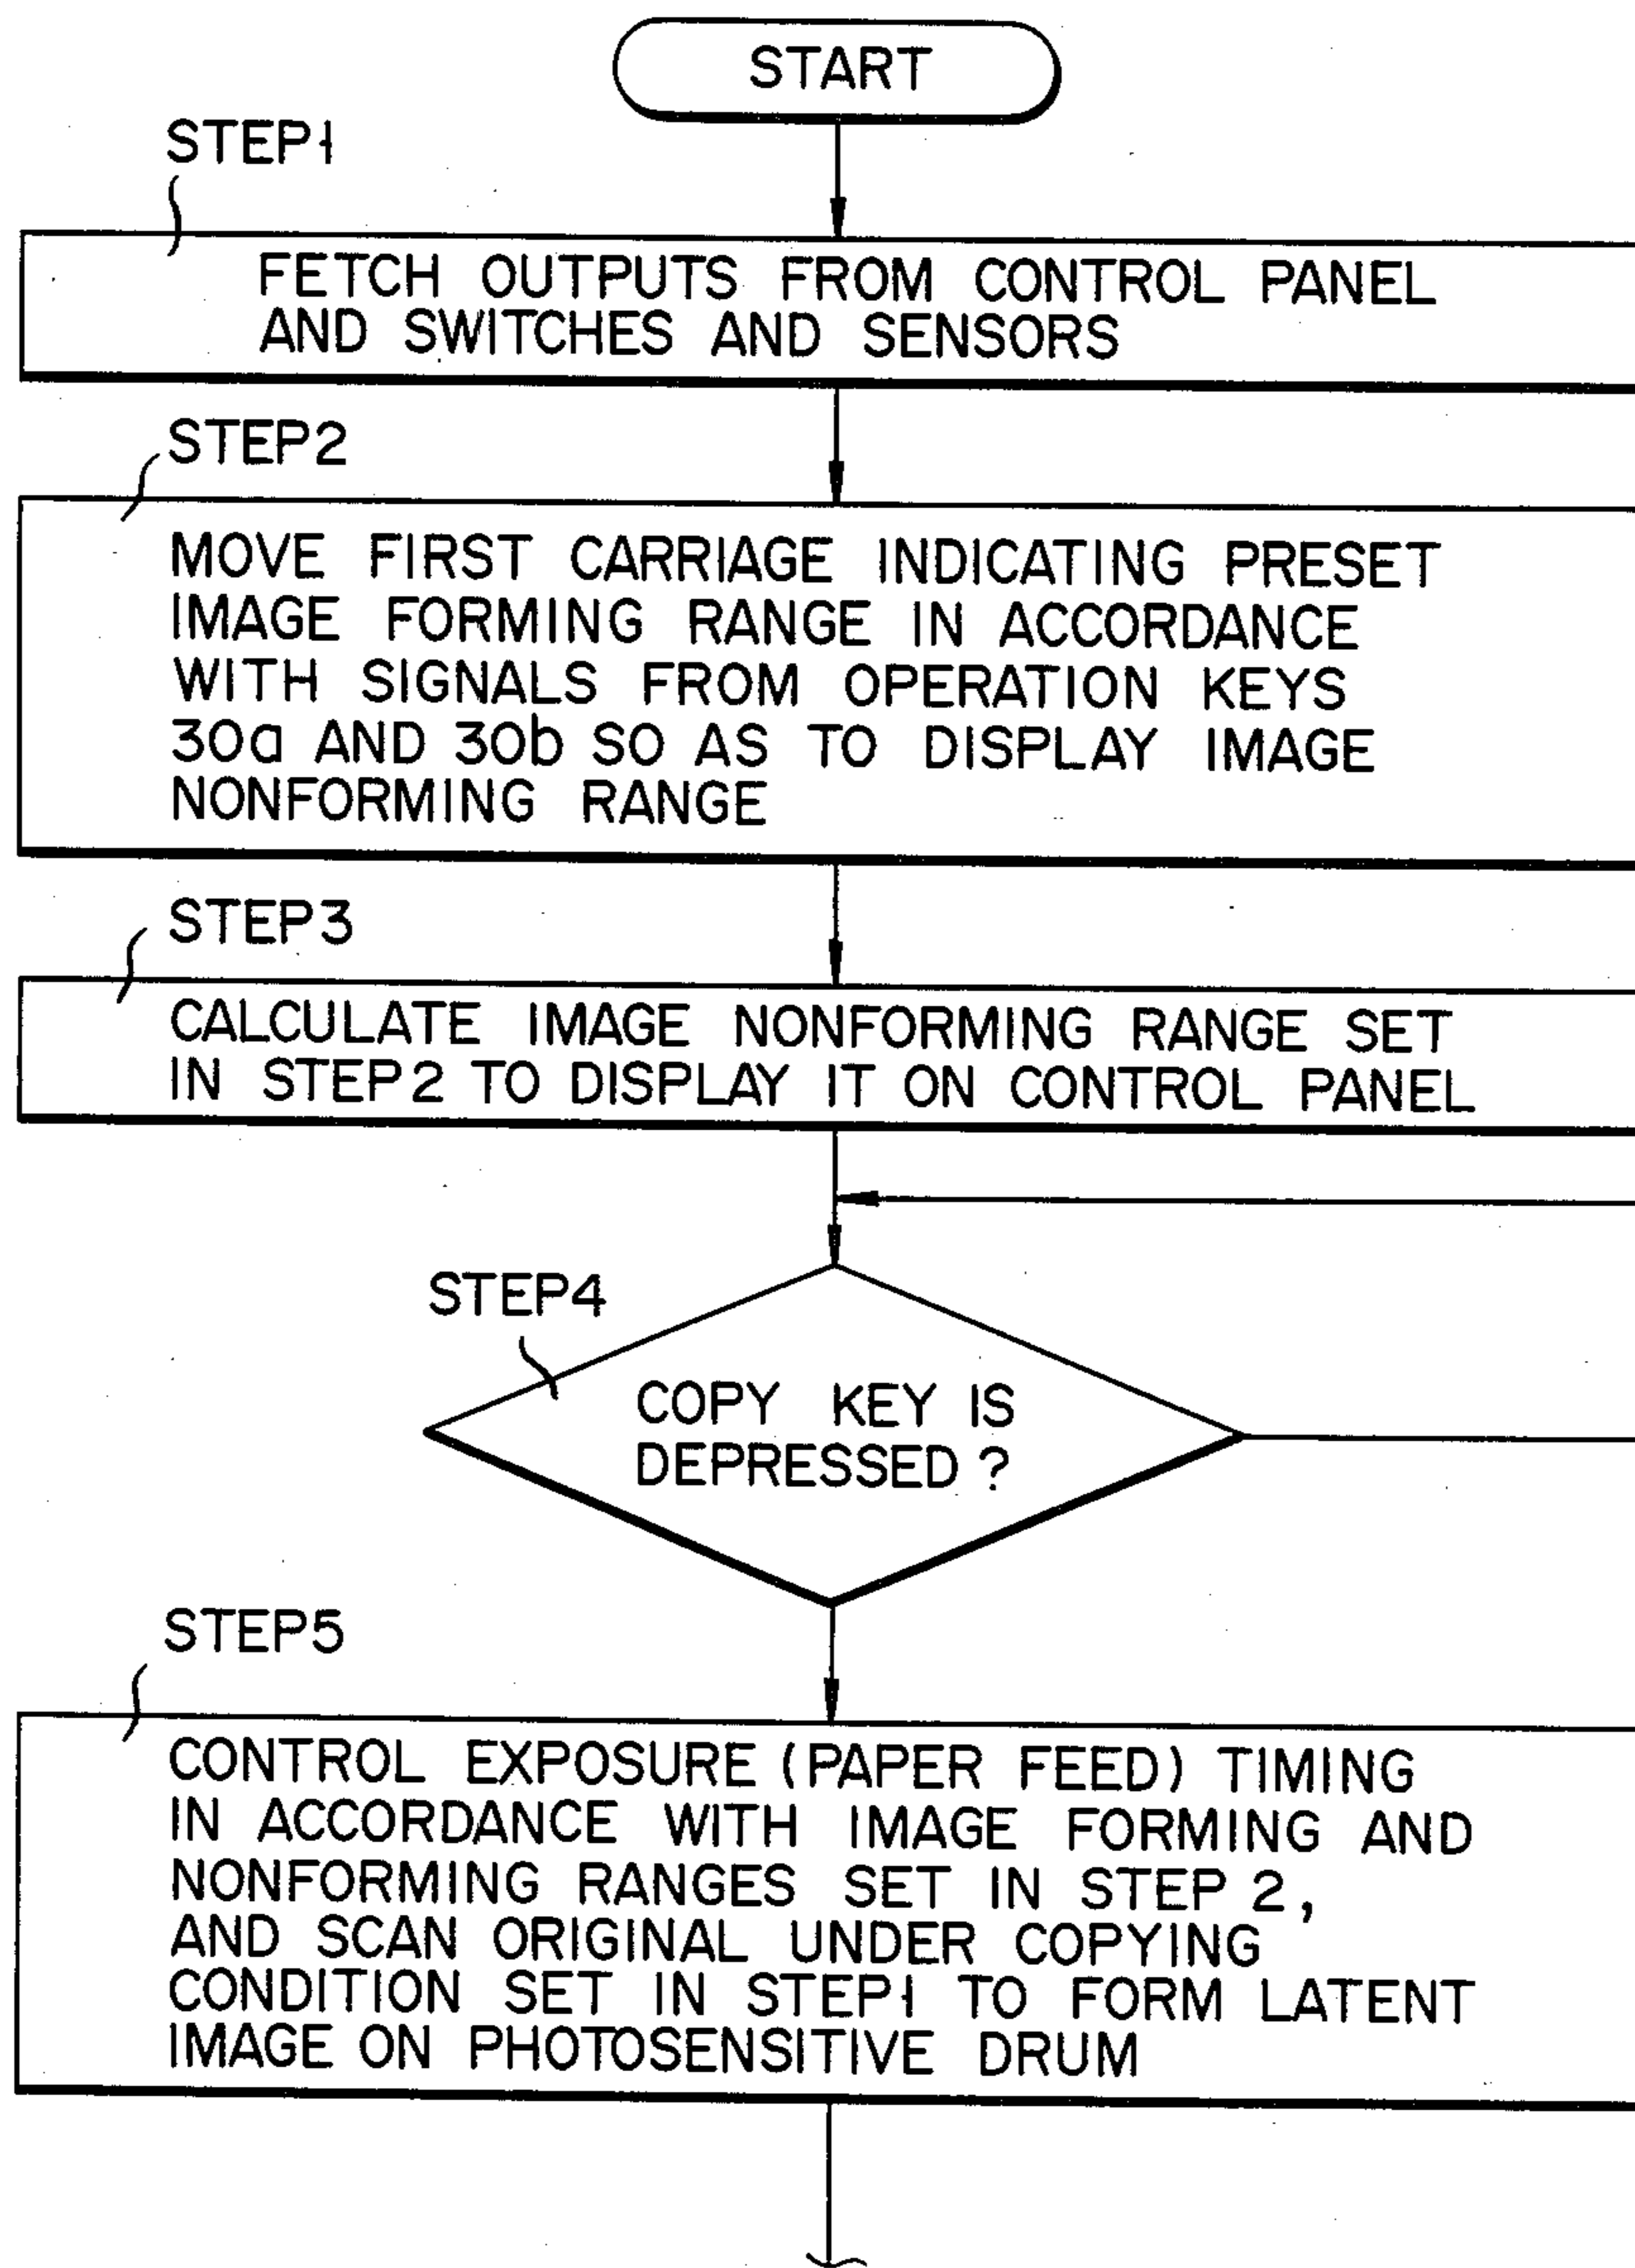 START
STEP1
FETCH OUTPUTS FROM CONTROL PANEL
AND SWITCHES AND SENSORS
STEP2
MOVE FIRST CARRIAGE INDICATING PRESET
IMAGE FORMING RANGE IN ACCORDANCE
WITH SIGNALS FROM OPERATION KEYS
30a AND 30b SO AS TO DISPLAY IMAGE
NONFORMING RANGE
STEP3
CALCULATE IMAGE NONFORMING RANGE SET
IN STEP2 TO DISPLAY IT ON CONTROL PANEL
STEP4
COPY KEY IS
DEPRESSED ?
STEP5
CONTROL EXPOSURE (PAPER FEED) TIMING
IN ACCORDANCE WITH IMAGE FORMING AND
NONFORMING RANGES SET IN STEP 2,
AND SCAN ORIGINAL UNDER COPYING
CONDITION SET IN STEP1 TO FORM LATENT
IMAGE ON PHOTOSENSITIVE DRUM